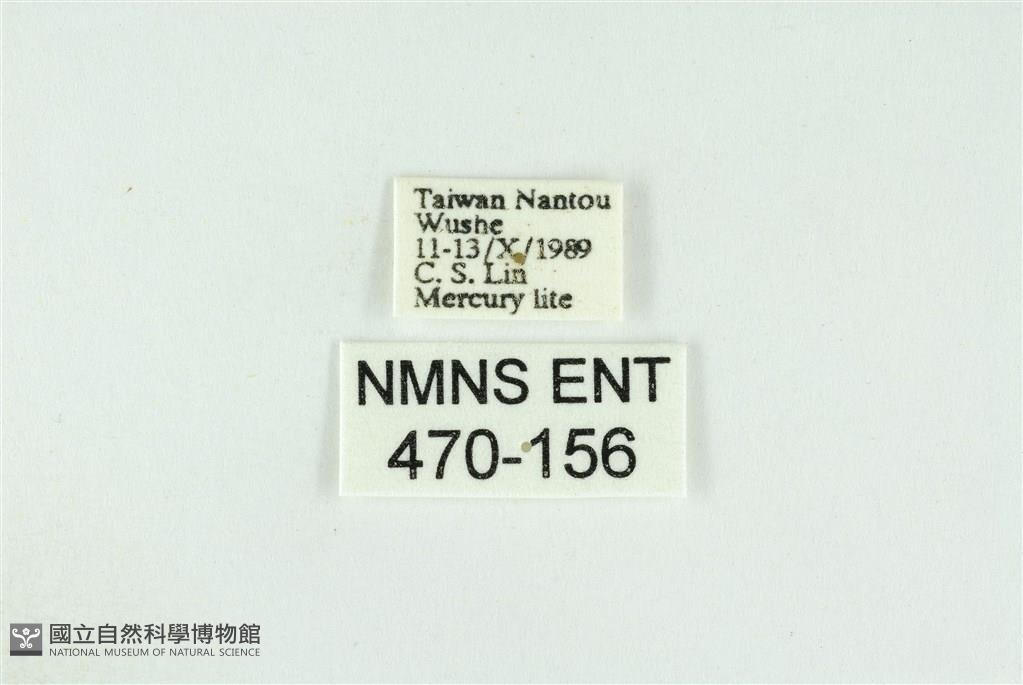 Taiwan Nantou
Wushe
11-13/X/1989
C. S. Lin
Mercury lite
NMNS ENT
470-156
國立自然科學博物館
NATIONAL MUSEUM OF NATURAL SCIENCE